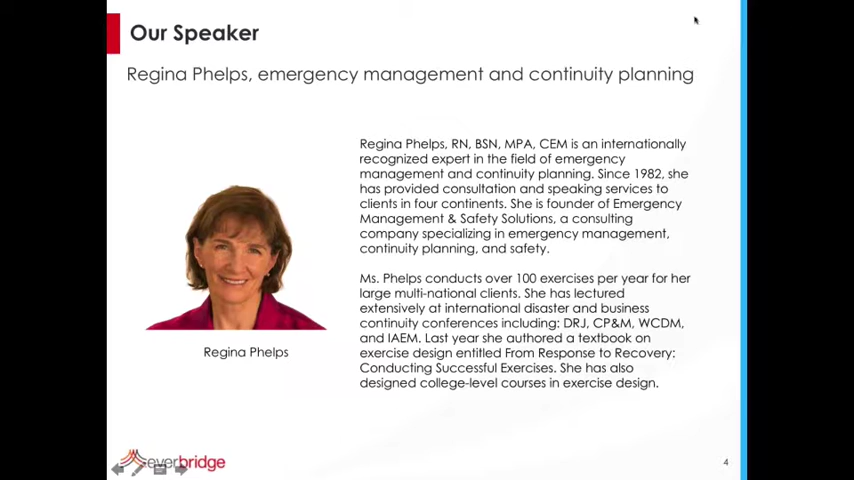 Our Speaker
Regina Phelps, emergency management and continuity planning
Regina Phelps, RN, BSN, MPA, CEM is an internationally
recognized expert in the field of emergency
management and continuity planning. Since 1982, she
has provided consultation and speaking services to
clients in four continents. She is founder of Emergency
Management & Safety Solutions, a consulting
company specializing in emergency management,
continuity planning, and safety.
Ms. Phelps conducts over 100 exercises per year for her
large multi-national clients. She has lectured
extensively at international disaster and business
continuity conferences including: DRJ, CP&M, WCDM,
and IAEM. Last year she authored a textbook on
exercise design entitled From Response to Recovery:
Conducting Successful Exercises. She has also
designed college-level courses in exercise design.
Regina Phelps
everbridge
4